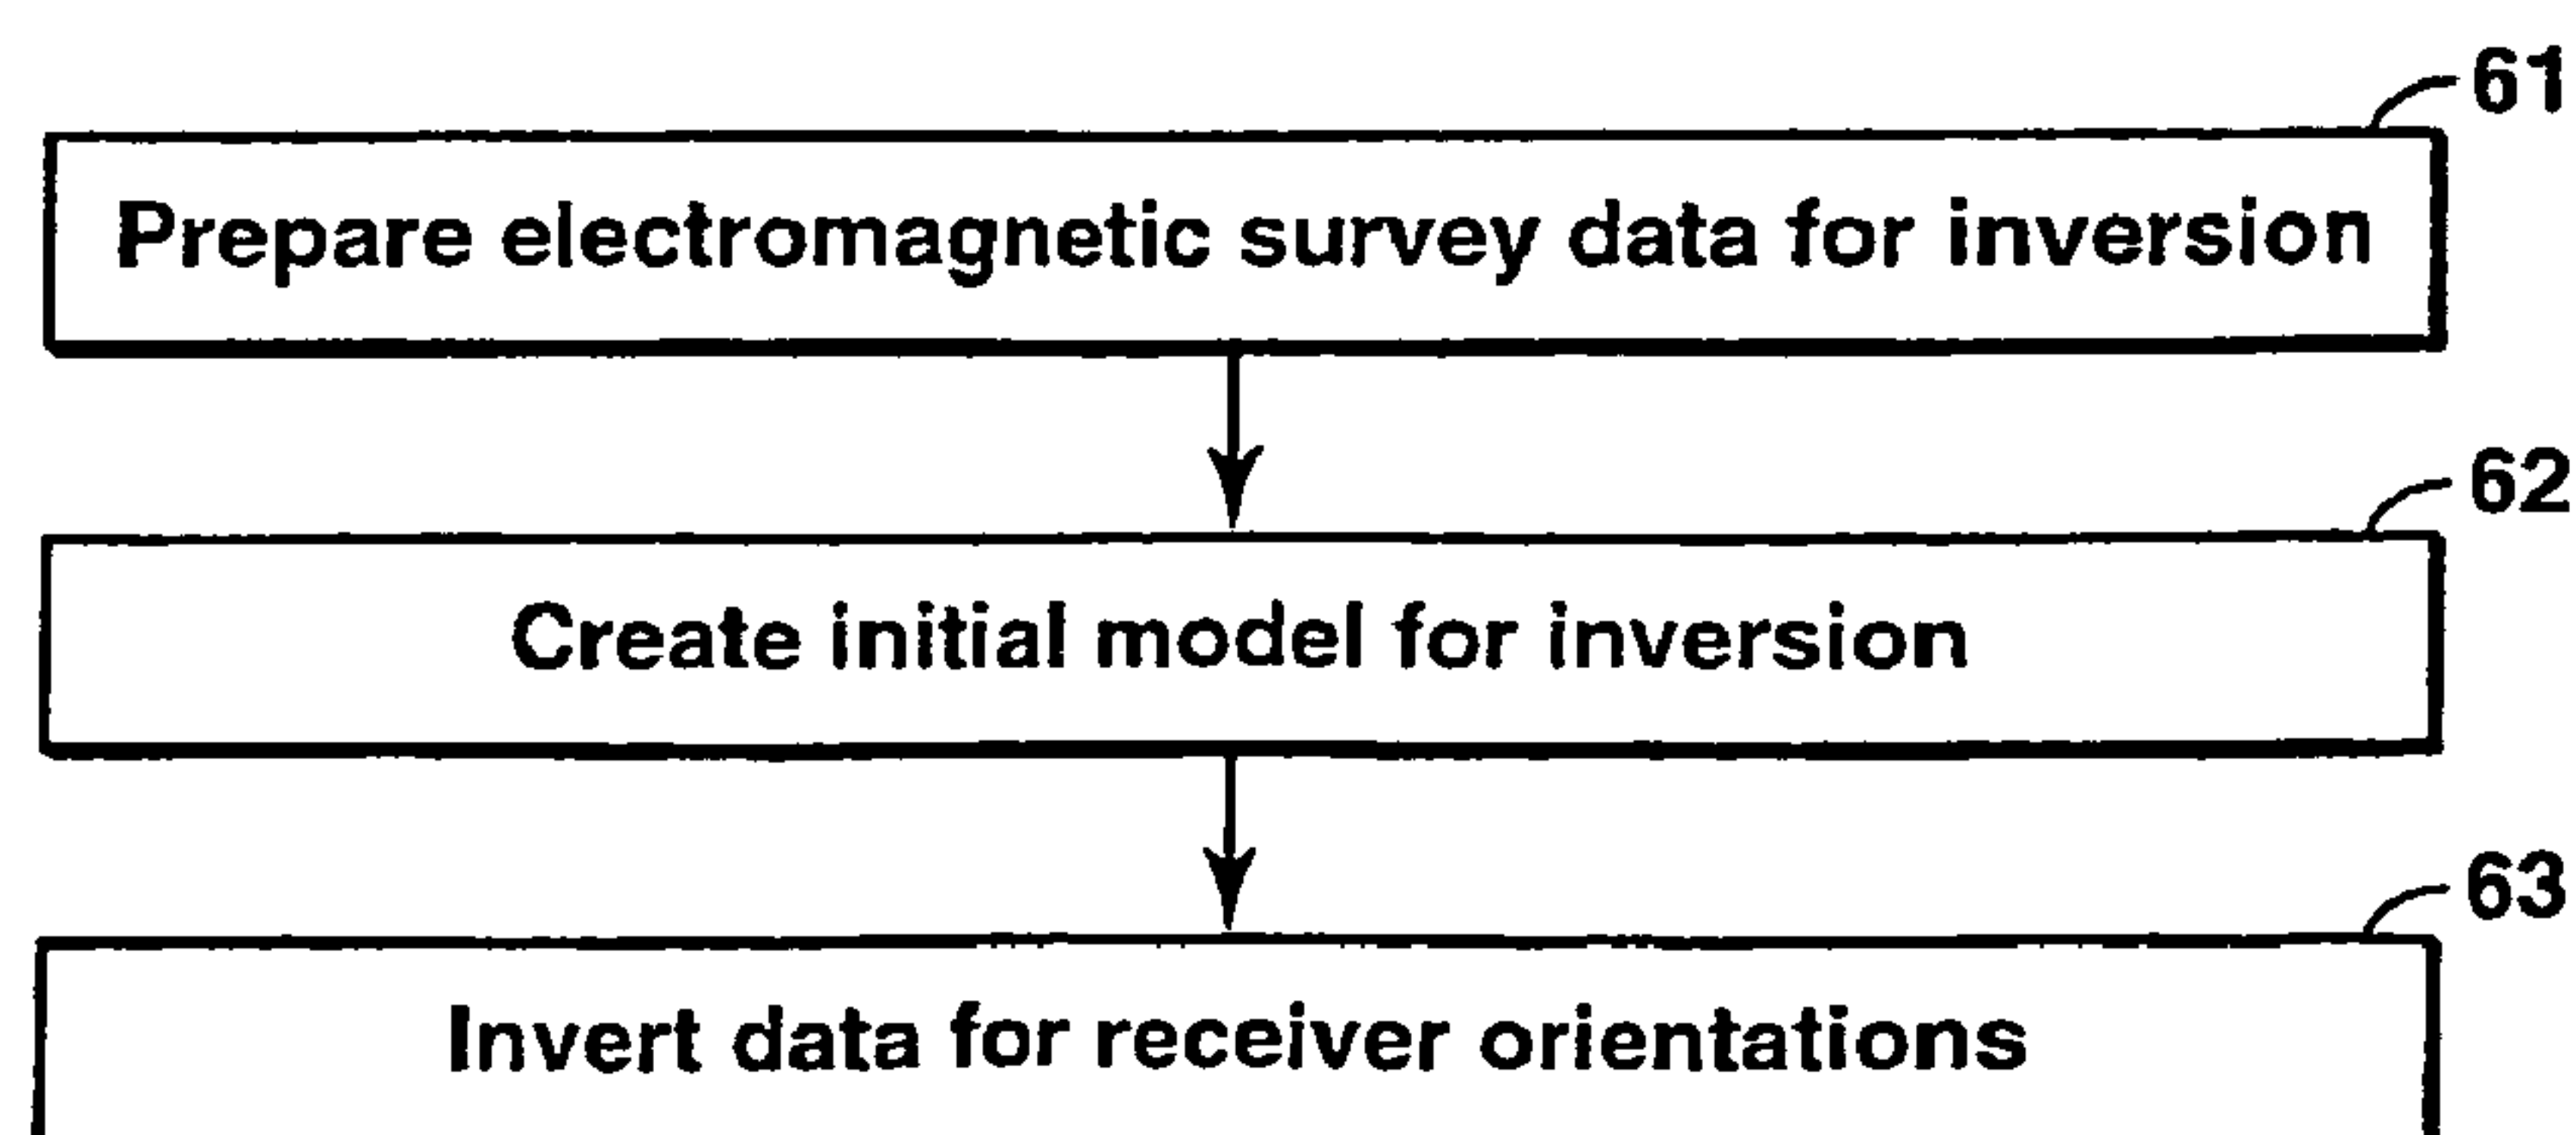 61
Prepare electromagnetic survey data for inversion
62
Create initial model for inversion
63
Invert data for receiver orientations